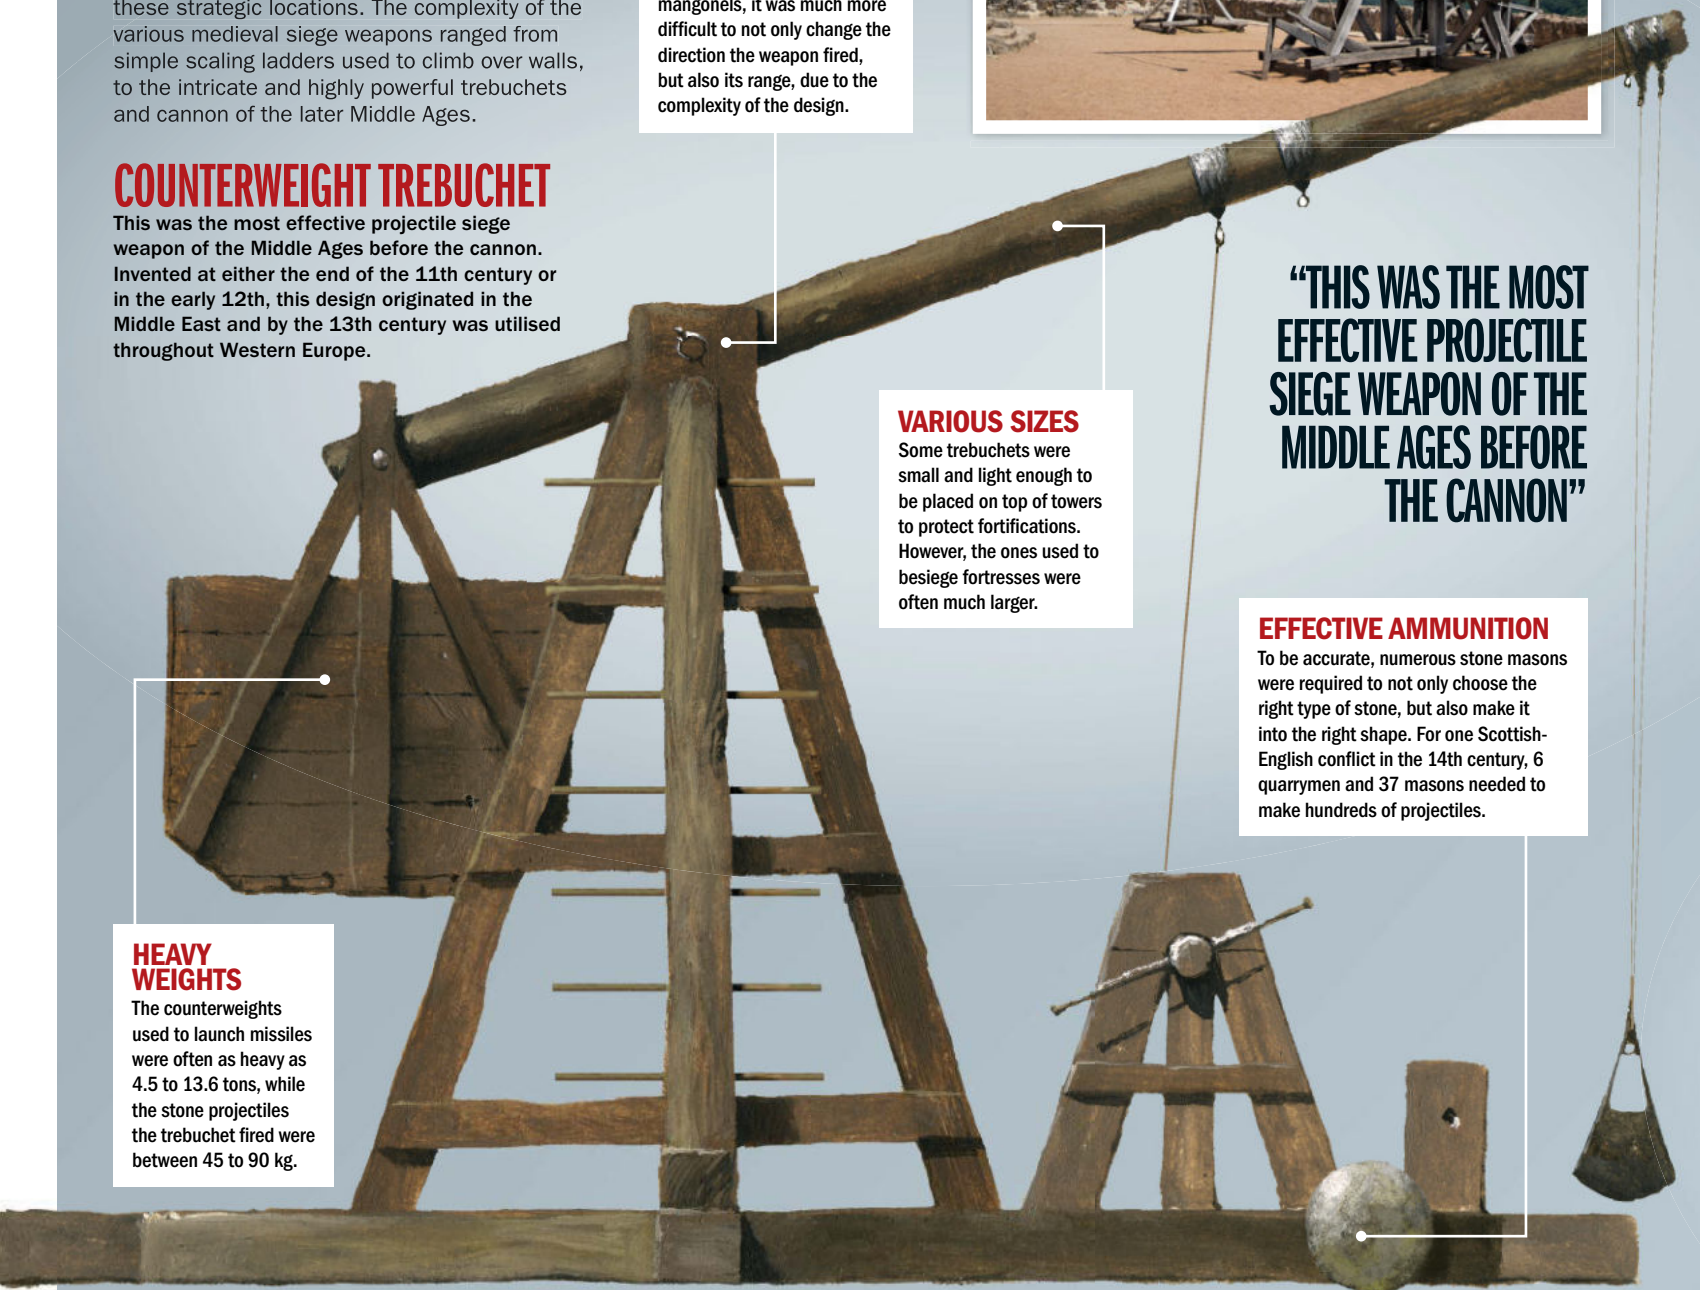 these strategic locations. The complexity of the
various medieval siege weapons ranged from
simple scaling ladders used to climb over walls,
to the intricate and highly powerful trebuchets
and cannon of the later Middle Ages.
COUNTERWEIGHT TREBUCHET
This was the most effective projectile siege
weapon of the Middle Ages before the cannon.
Invented at either the end of the 11th century or
in the early 12th, this design originated in the
Middle East and by the 13th century was utilised
throughout Western Europe.
mangonels, it was much more
difficult to not only change the
direction the weapon fired,
but also its range, due to the
complexity of the design.
"THIS WAS THE MOST
EFFECTIVE PROJECTILE
SIEGE WEAPON OF THE
MIDDLE AGES BEFORE
THE CANNON"
VARIOUS SIZES
Some trebuchets were
small and light enough to
be placed on top of towers
to protect fortifications.
However, the ones used to
besiege fortresses were
often much larger.
EFFECTIVE AMMUNITION
To be accurate, numerous stone masons
were required to not only choose the
right type of stone, but also make it
into the right shape. For one Scottish-
English conflict in the 14th century, 6
quarrymen and 37 masons needed to
make hundreds of projectiles.
HEAVY
WEIGHTS
The counterweights
used to launch missiles
were often as heavy as
4.5 to 13.6 tons, while
the stone projectiles
the trebuchet fired were
between 45 to 90 kg.